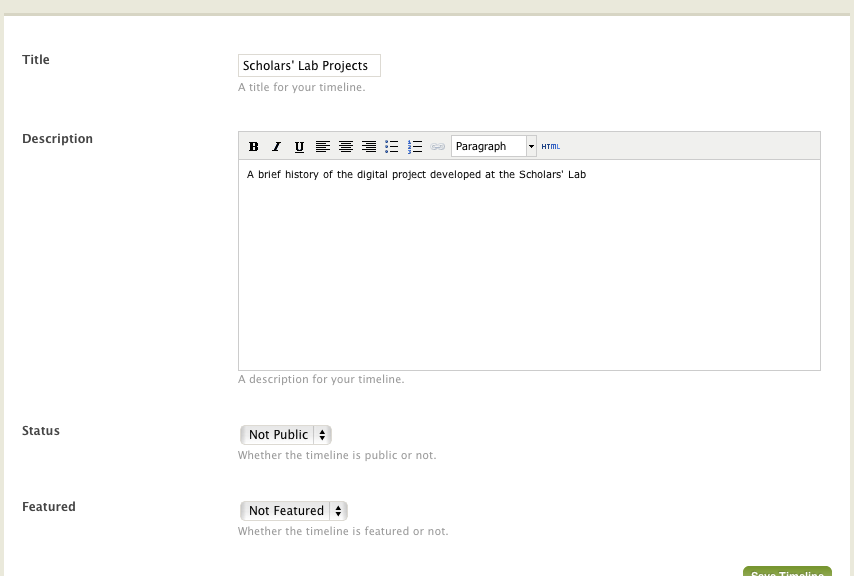 Title
Scholars' Lab Projects
A title for your timeline.
Description
B I U Paragraph HTML
A brief history of the digital project developed at the Scholars' Lab
A description for your timeline.
Status
Not Public
Whether the timeline is public or not.
Featured
Not Featured
Whether the timeline is featured or not.
Save Timeline